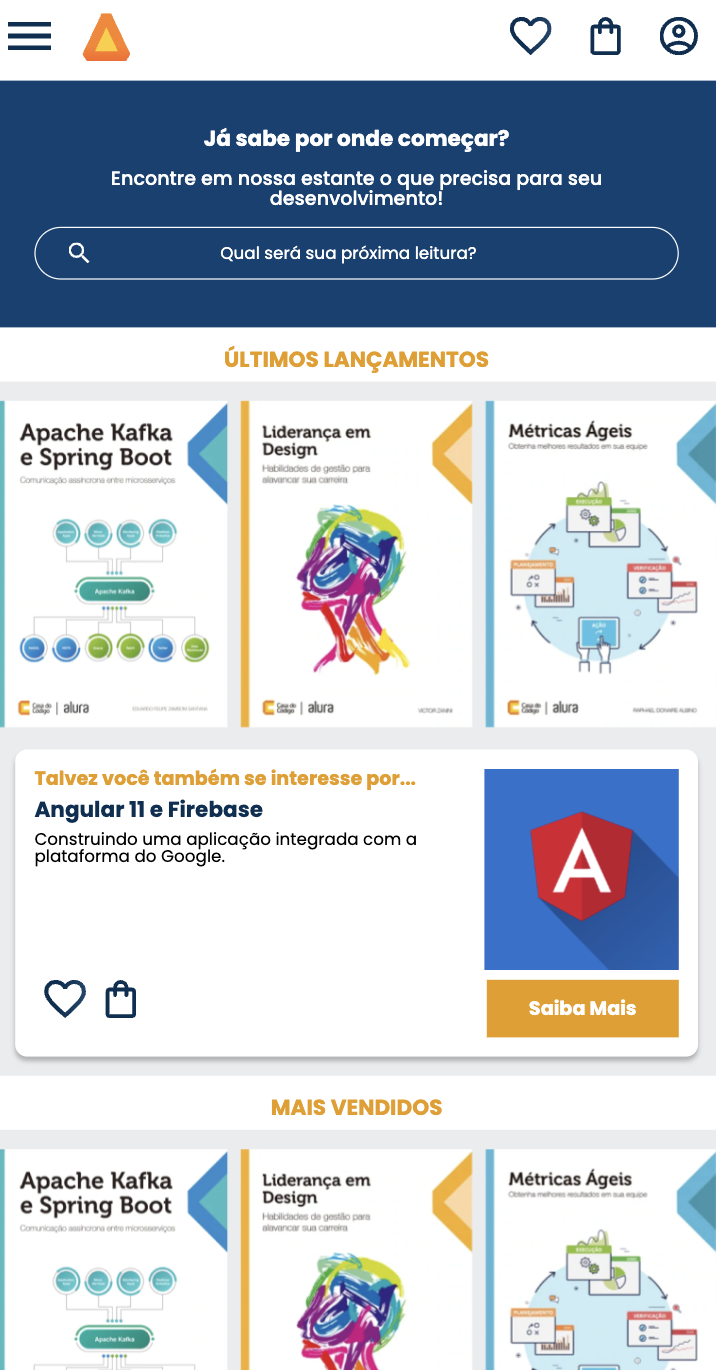 Já sabe por onde começar?
Encontre em nossa estante o que precisa para seu
desenvolvimento!
Qual será sua próxima leitura?
ÚLTIMOS LANÇAMENTOS
Apache Kafka
e Spring Boot
Comunicação assíncrona entre microsserviços
Apache Kafka
Casa do
Código
alura
Liderança em
Design
Habilidades de gestão para
alavancar sua carreira
Casa do
Código
alura
VICTOR ZANINI
Métricas Ágeis
Obtenha melhores resultados em sua equipe
EXECUÇÃO
PLANEJAMENTO
VERIFICAÇÃO
AÇÃO
Casa do
Código
alura
RAPHAEL DONAIRE ALBINO
Talvez você também se interesse por...
Angular 11 e Firebase
Construindo uma aplicação integrada com a
plataforma do Google.
A
Saiba Mais
MAIS VENDIDOS
Apache Kafka
e Spring Boot
Comunicação assíncrona entre microsserviços
Apache Kafka
Liderança em
Design
Habilidades de gestão para
alavancar sua carreira
Métricas Ágeis
Obtenha melhores resultados em sua equipe
EXECUÇÃO
PLANEJAMENTO
VERIFICAÇÃO